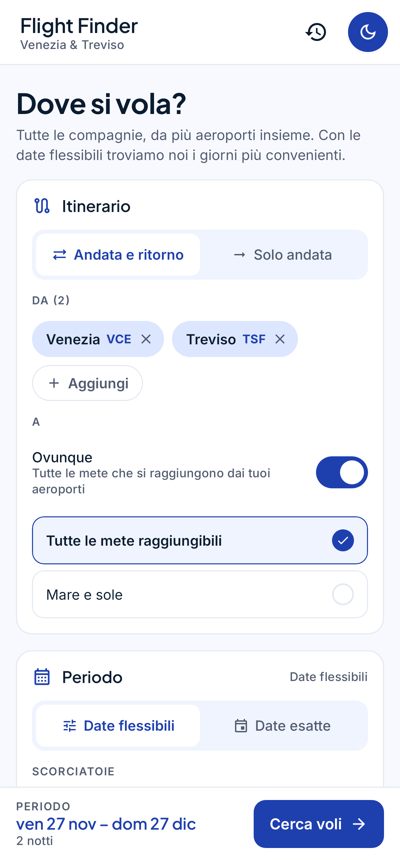 Flight Finder
Venezia & Treviso
Dove si vola?
Tutte le compagnie, da più aeroporti insieme. Con le
date flessibili troviamo noi i giorni più convenienti.
Itinerario
Andata e ritorno
Solo andata
DA (2)
Venezia VCE
Treviso TSF
Aggiungi
A
Ovunque
Tutte le mete che si raggiungono dai tuoi
aeroporti
Tutte le mete raggiungibili
Mare e sole
Periodo
Date flessibili
Date flessibili
Date esatte
SCORCIATOIE
PERIODO
ven 27 nov – dom 27 dic
2 notti
Cerca voli